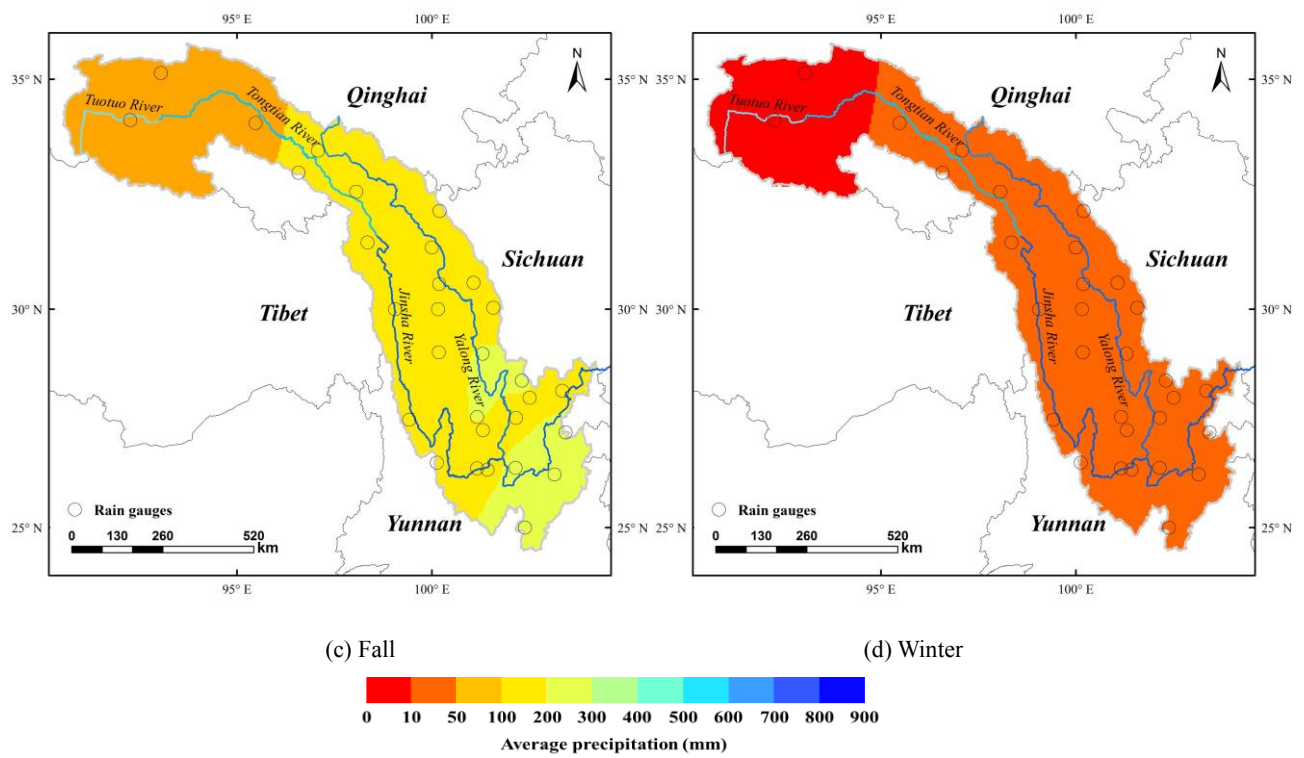 95° E 100° E
35° N
30° N
25° N
N
Qinghai
Tuotuo River
Tongtian River
Sichuan
Tibet
Jinsha River
Yalong River
Yunnan
Rain gauges
0 130 260 520
km
95° E 100° E
95° E 100° E
35° N
30° N
25° N
N
Qinghai
Tuotuo River
Tongtian River
Sichuan
Tibet
Jinsha River
Yalong River
Yunnan
Rain gauges
0 130 260 520
km
95° E 100° E
35° N
30° N
25° N
(c) Fall (d) Winter
0 10 50 100 200 300 400 500 600 700 800 900
Average precipitation (mm)